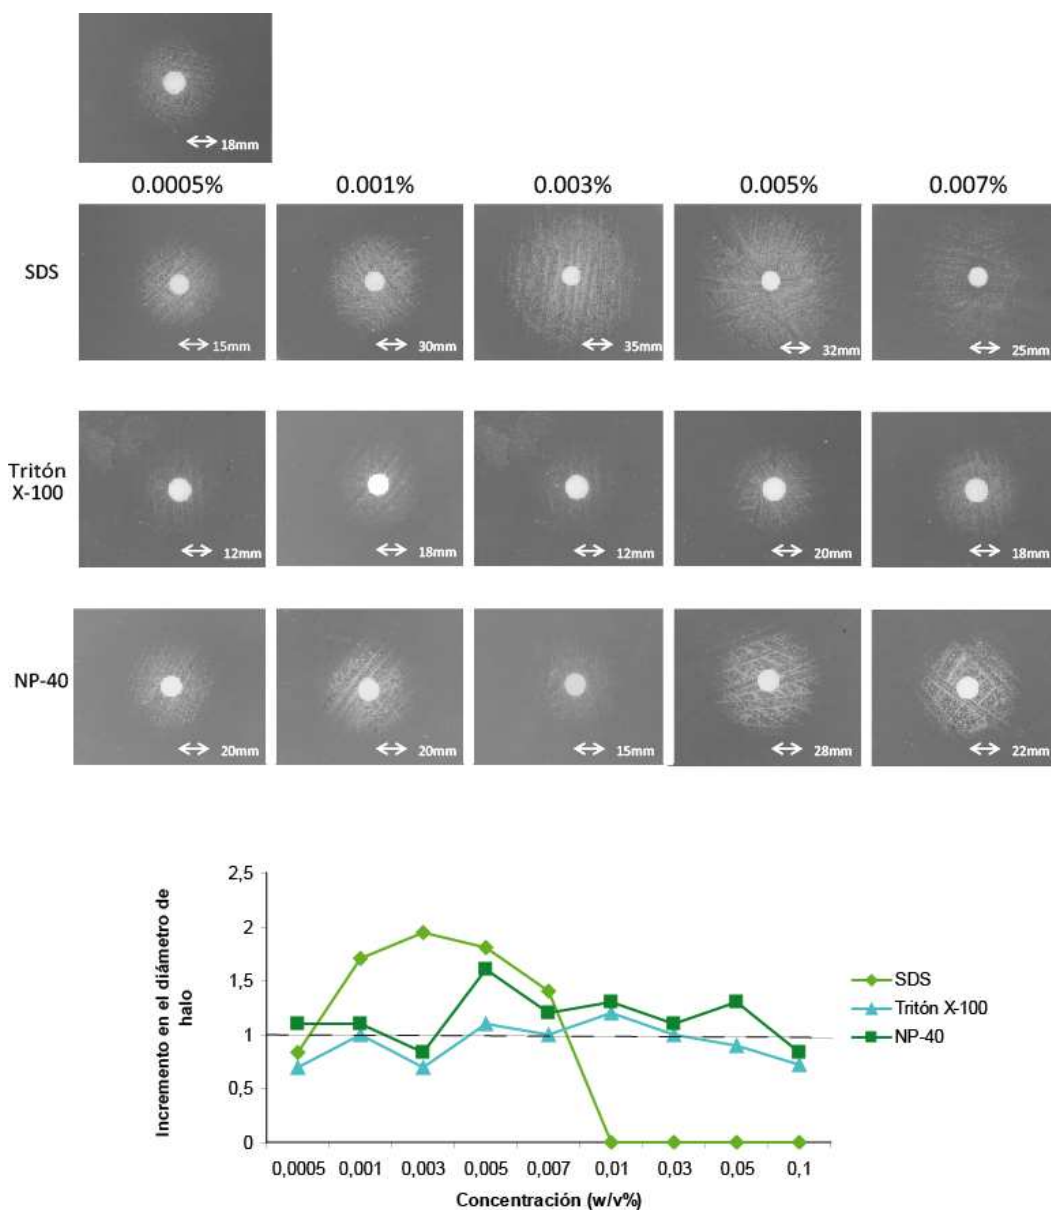 18mm
0.0005% 0.001% 0.003% 0.005% 0.007%
SDS
15mm 30mm 35mm 32mm 25mm
Tritón
X-100
12mm 18mm 12mm 20mm 18mm
NP-40
20mm 20mm 15mm 28mm 22mm
Incremento en el diámetro de
halo
2,5
2
1,5
1
0,5
0
0,0005 0,001 0,003 0,005 0,007 0,01 0,03 0,05 0,1
Concentración (w/v%)
SDS
Tritón X-100
NP-40